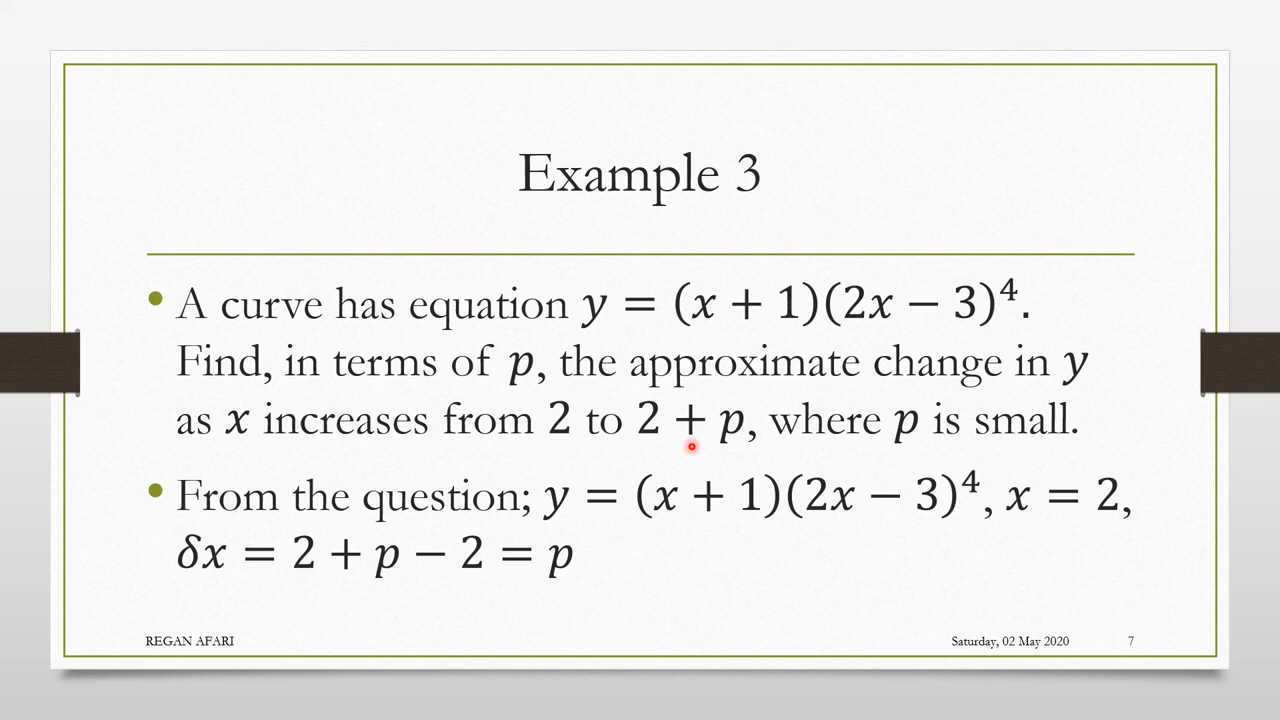 Example 3
• A curve has equation 𝑦 = (𝑥 + 1)(2𝑥 − 3)⁴.
Find, in terms of 𝑝, the approximate change in 𝑦
as 𝑥 increases from 2 to 2 + 𝑝, where 𝑝 is small.
• From the question; 𝑦 = (𝑥 + 1)(2𝑥 − 3)⁴, 𝑥 = 2,
𝛿𝑥 = 2 + 𝑝 − 2 = 𝑝
REGAN AFARI Saturday, 02 May 2020 7